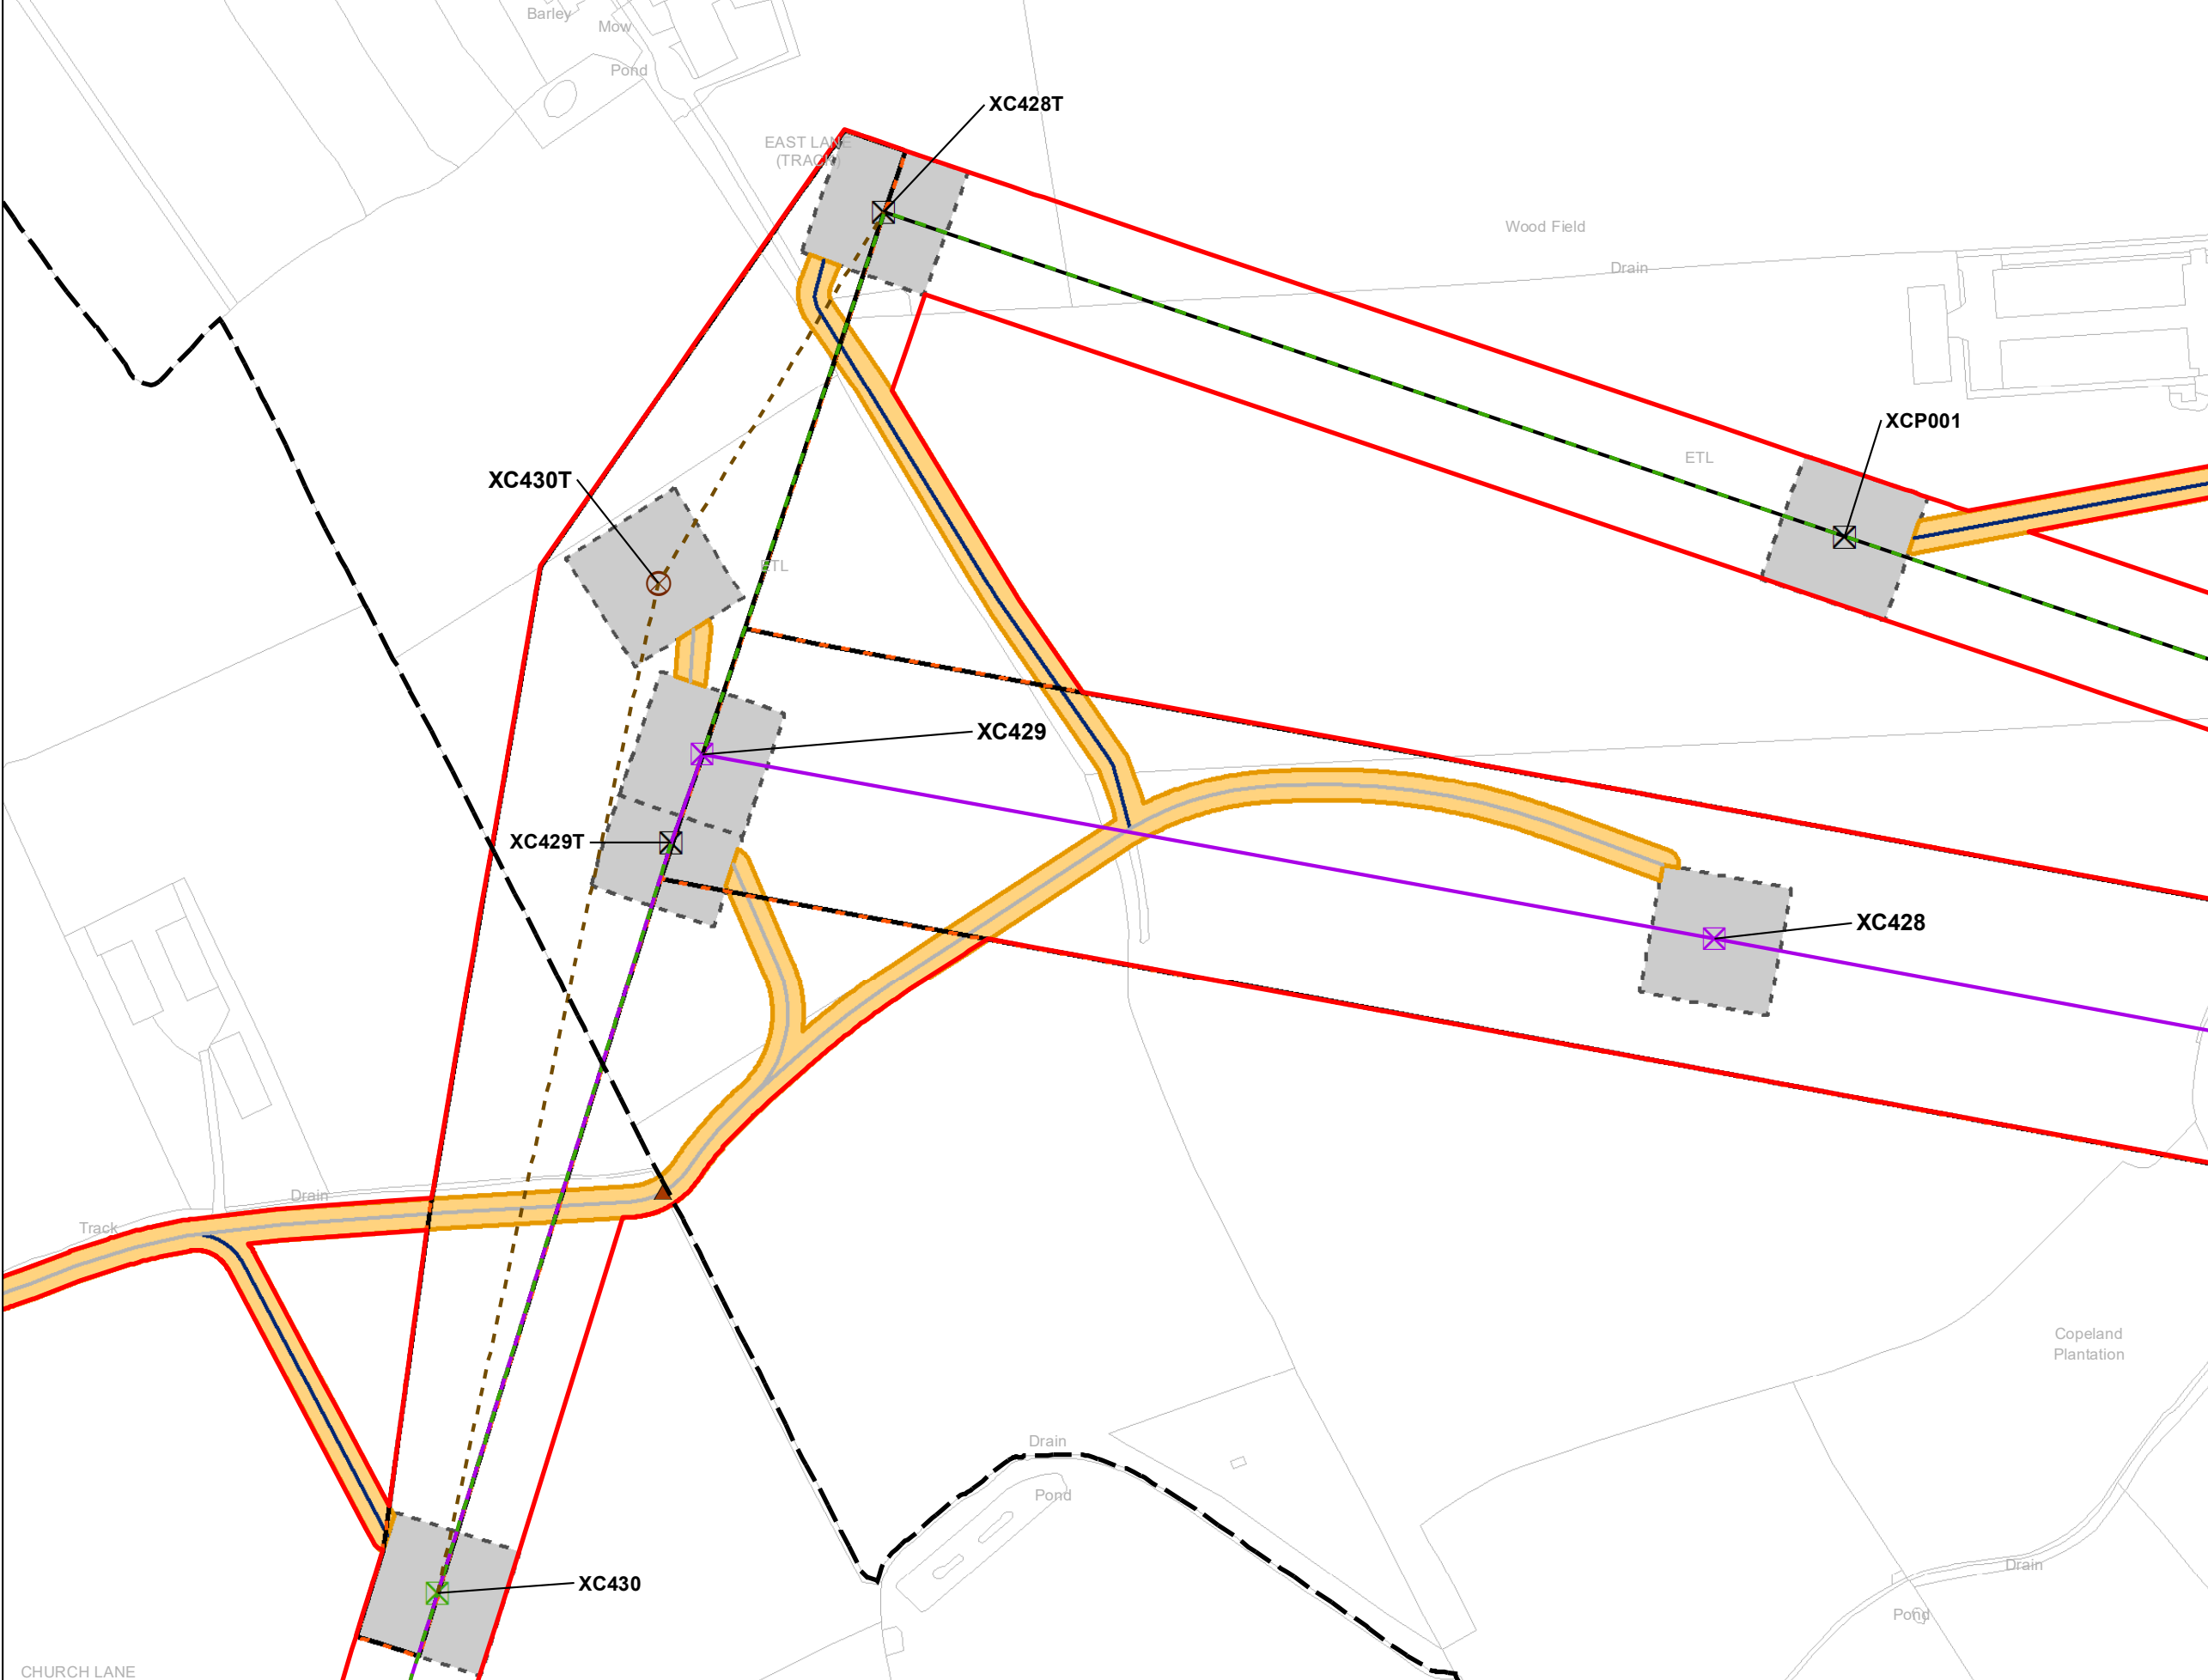 Barley
Mow
Pond
XC428T
EAST LANE
(TRACK)
Wood Field
Drain
XCP001
ETL
XC430T
ETL
XC429
XC429T
XC428
Drain
Track
Copeland
Plantation
Drain
Pond
Drain
XC430
Pond
CHURCH LANE